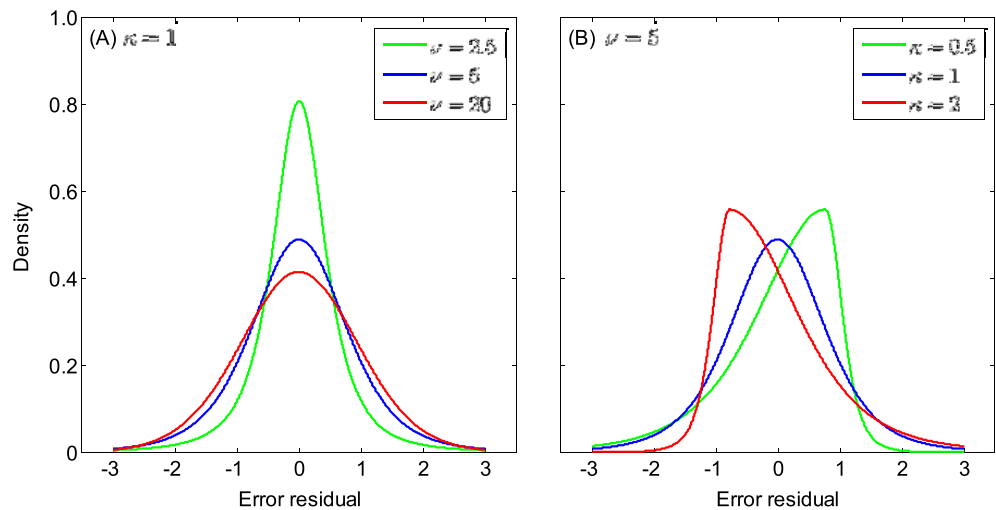 (A) κ = 1
ν = 2.5
ν = 5
ν = 20
1.0
0.8
0.6
0.4
0.2
0
Density
-3 -2 -1 0 1 2 3
Error residual
(B) ν = 5
κ = 0.5
κ = 1
κ = 2
-3 -2 -1 0 1 2 3
Error residual